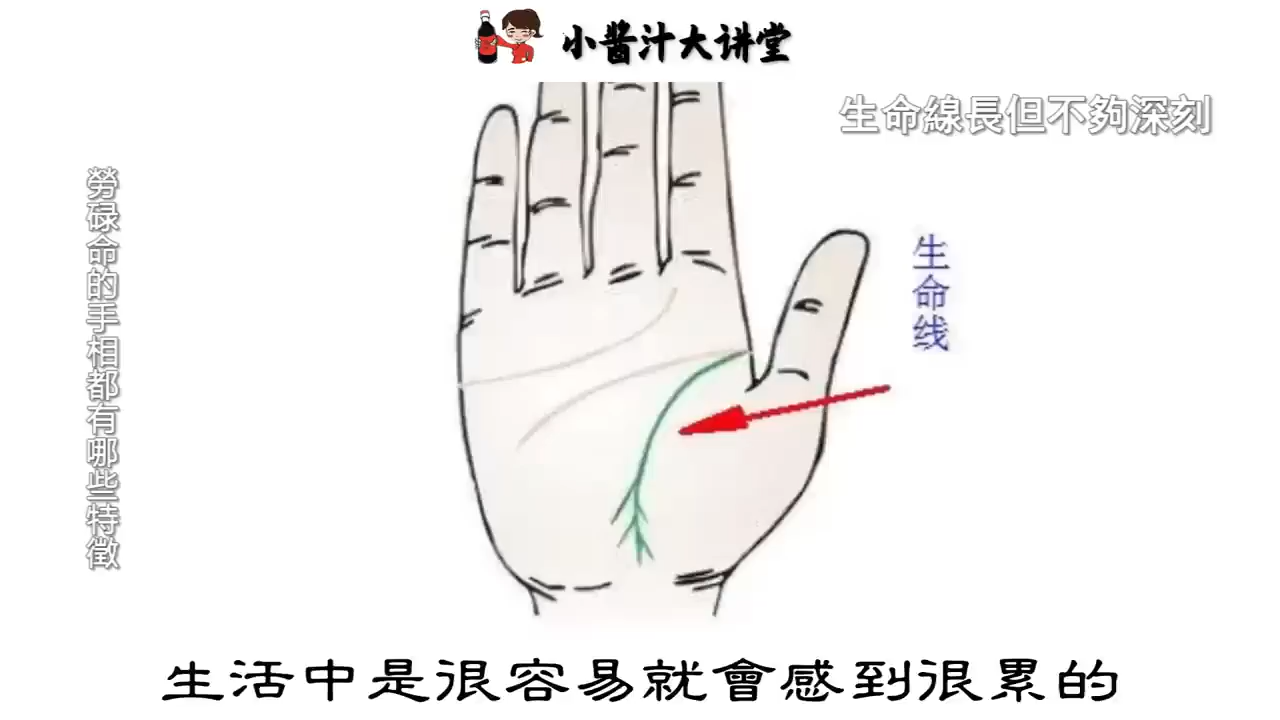 小醬汁大讲堂
生命線長但不夠深刻
勞碌命的手相都有哪些特徵
生命线
生活中是很容易就會感到很累的